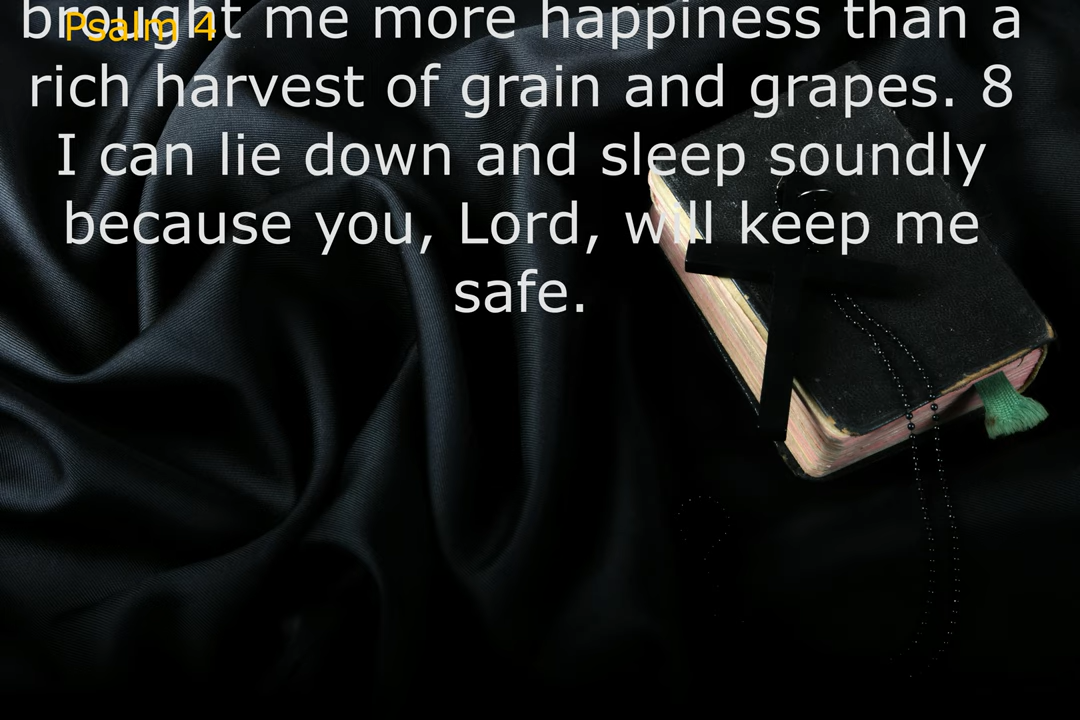 Psalm 4
brought me more happiness than a
rich harvest of grain and grapes. 8
I can lie down and sleep soundly
because you, Lord, will keep me
safe.